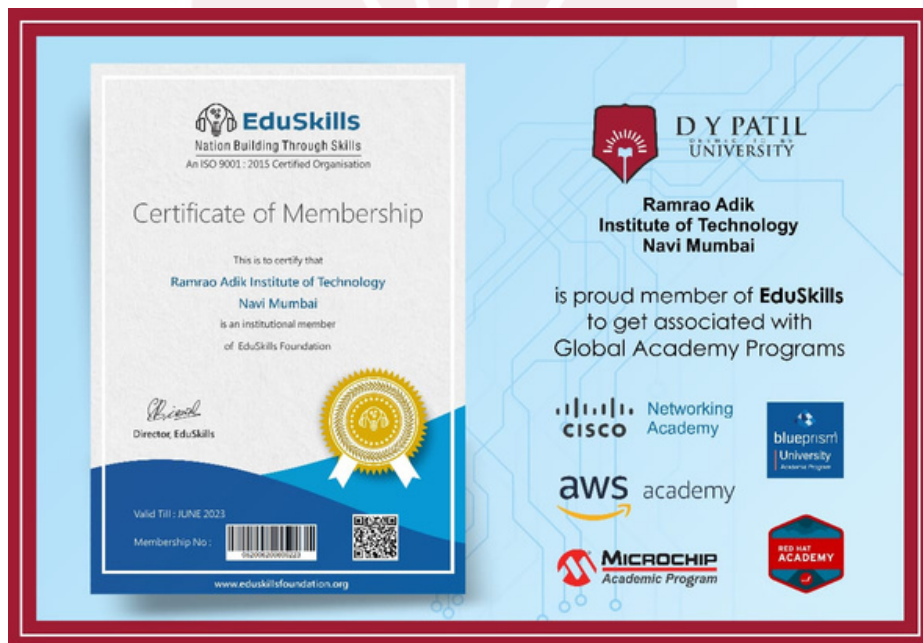 EduSkills
Nation Building Through Skills
An ISO 9001 : 2015 Certified Organisation
Certificate of Membership
This is to certify that
Ramrao Adik Institute of Technology
Navi Mumbai
is an institutional member
of EduSkills Foundation
Director, EduSkills
Valid Till : JUNE 2023
Membership No :
www.eduskillsfoundation.org
D Y PATIL
UNIVERSITY
Ramrao Adik
Institute of Technology
Navi Mumbai
is proud member of EduSkills
to get associated with
Global Academy Programs
CISCO
Networking
Academy
blueprism
University
Academic Program
aws academy
MICROCHIP
Academic Program
RED HAT
ACADEMY